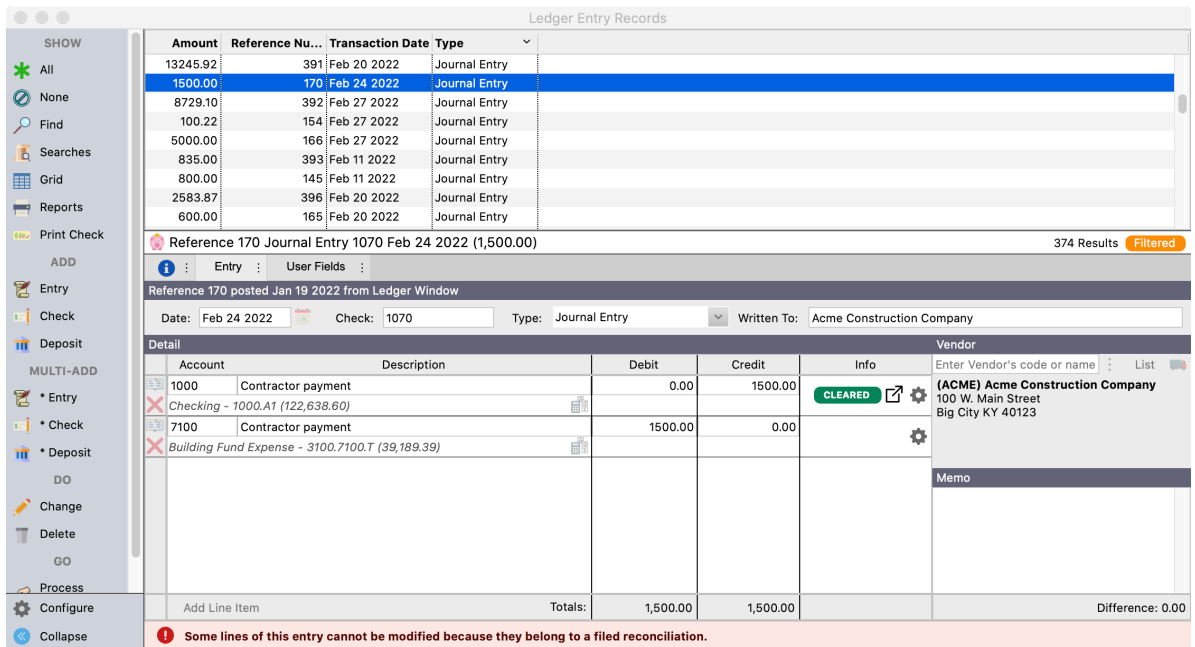 Ledger Entry Records
SHOW
All
None
Find
Searches
Grid
Reports
Print Check
ADD
Entry
Check
Deposit
MULTI-ADD
* Entry
* Check
* Deposit
DO
Change
Delete
GO
Process
Configure
Collapse
Amount Reference Nu... Transaction Date Type
13245.92 391 Feb 20 2022 Journal Entry
1500.00 170 Feb 24 2022 Journal Entry
8729.10 392 Feb 27 2022 Journal Entry
100.22 154 Feb 27 2022 Journal Entry
5000.00 166 Feb 27 2022 Journal Entry
835.00 393 Feb 11 2022 Journal Entry
800.00 145 Feb 11 2022 Journal Entry
2583.87 396 Feb 20 2022 Journal Entry
600.00 165 Feb 20 2022 Journal Entry
Reference 170 Journal Entry 1070 Feb 24 2022 (1,500.00) 374 Results Filtered
Entry User Fields
Reference 170 posted Jan 19 2022 from Ledger Window
Date: Feb 24 2022 Check: 1070 Type: Journal Entry Written To: Acme Construction Company
Detail
Account Description Debit Credit Info
1000 Contractor payment 0.00 1500.00
CLEARED
Checking - 1000.A1 (122,638.60)
7100 Contractor payment 1500.00 0.00
Building Fund Expense - 3100.7100.T (39,189.39)
Vendor
Enter Vendor's code or name List
(ACME) Acme Construction Company
100 W. Main Street
Big City KY 40123
Memo
Add Line Item Totals: 1,500.00 1,500.00 Difference: 0.00
Some lines of this entry cannot be modified because they belong to a filed reconciliation.